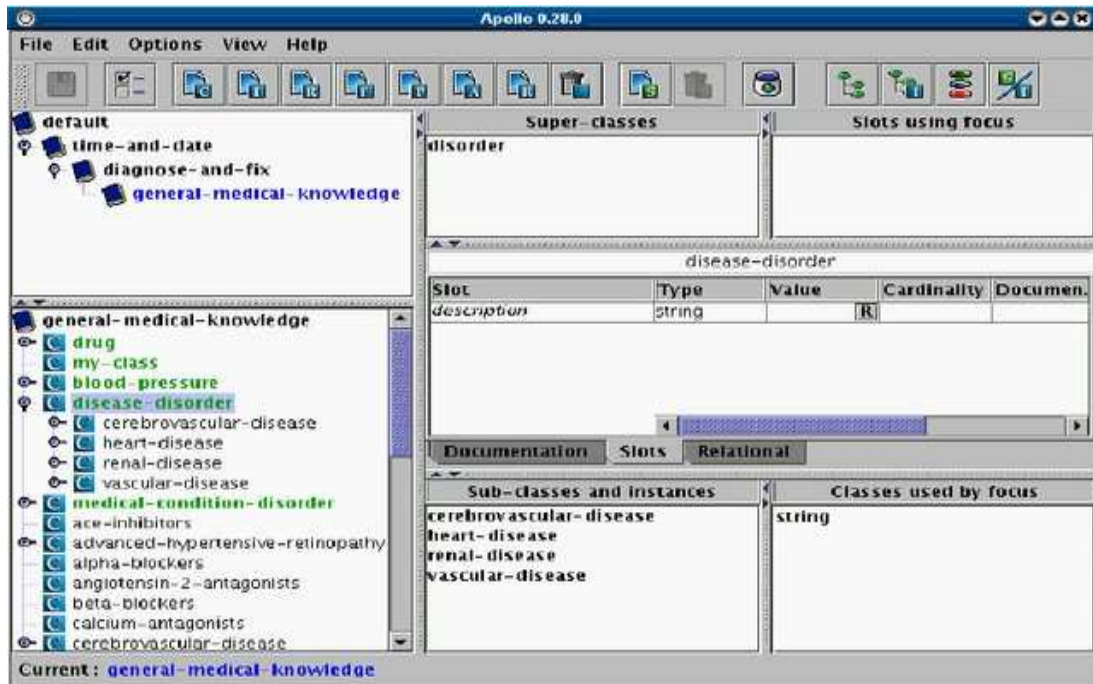 Apollo 0.28.0
File Edit Options View Help
default
time-and-date
diagnose-and-fix
general-medical-knowledge
general-medical-knowledge
drug
my-class
blood-pressure
disease-disorder
cerebrovascular-disease
heart-disease
renal-disease
vascular-disease
medical-condition-disorder
ace-inhibitors
advanced-hypertensive-retinopathy
alpha-blockers
angiotensin-2-antagonists
beta-blockers
calcium-antagonists
cerebrovascular-disease
Super-classes
disorder
Slots using focus
disease-disorder
Slot Type Value Cardinality Documen.
description string R
Documentation Slots Relational
Sub-classes and instances
cerebrovascular-disease
heart-disease
renal-disease
vascular-disease
Classes used by focus
string
Current: general-medical-knowledge